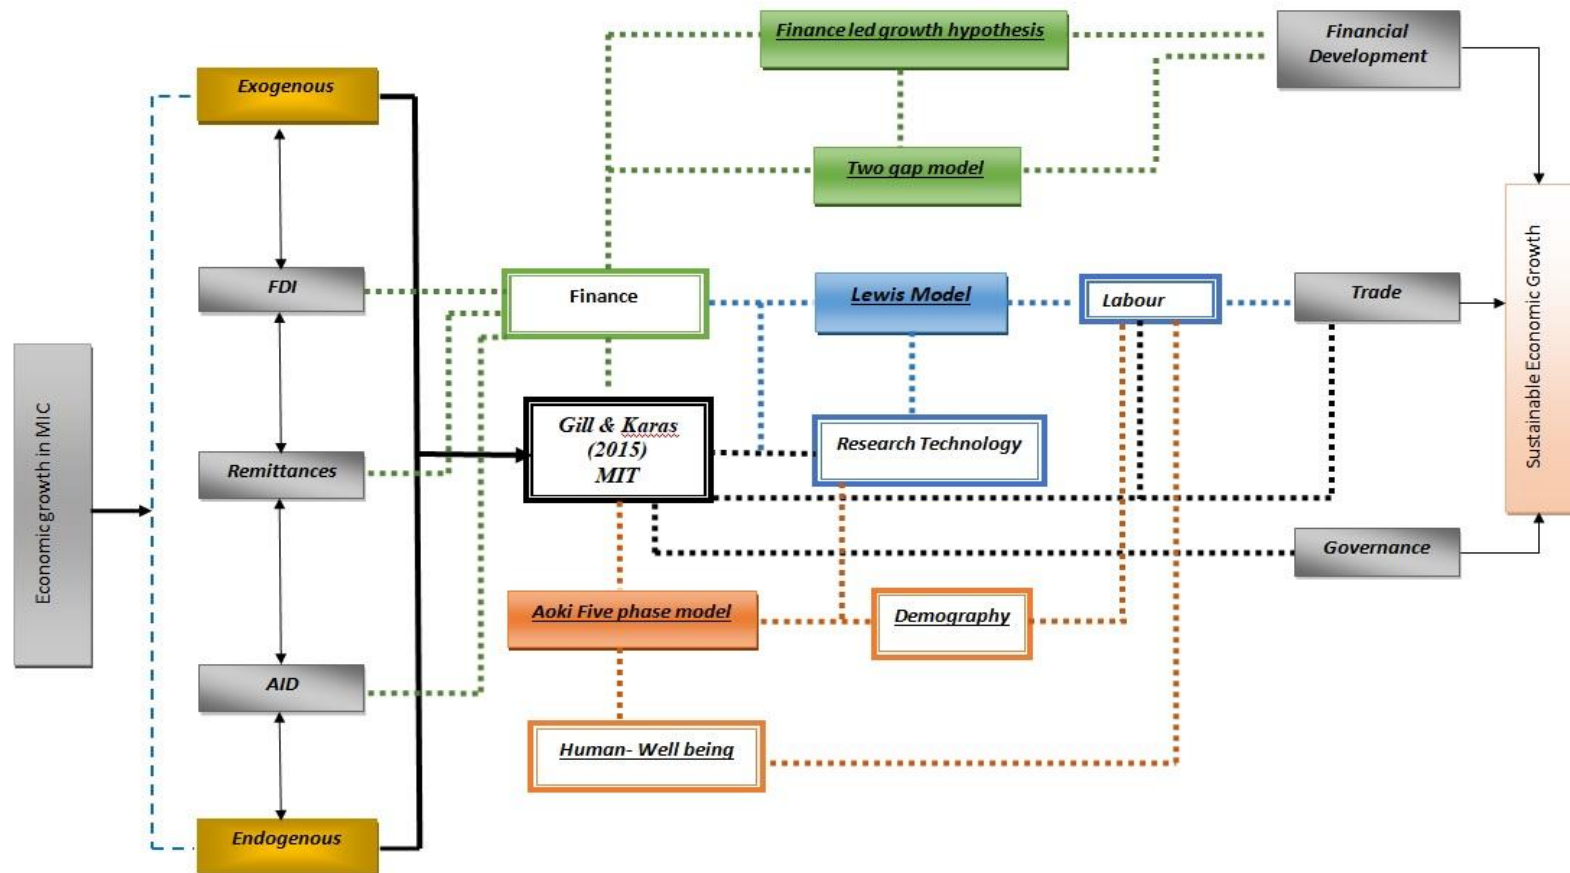 Finance led growth hypothesis
Financial
Development
Exogenous
Two gap model
FDI
Finance
Lewis Model
Labour
Trade
Sustainable Economic Growth
Economic growth in MIC
Gill & Karas
(2015)
MIT
Research Technology
Remittances
Governance
Aoki Five phase model
Demography
AID
Human- Well being
Endogenous